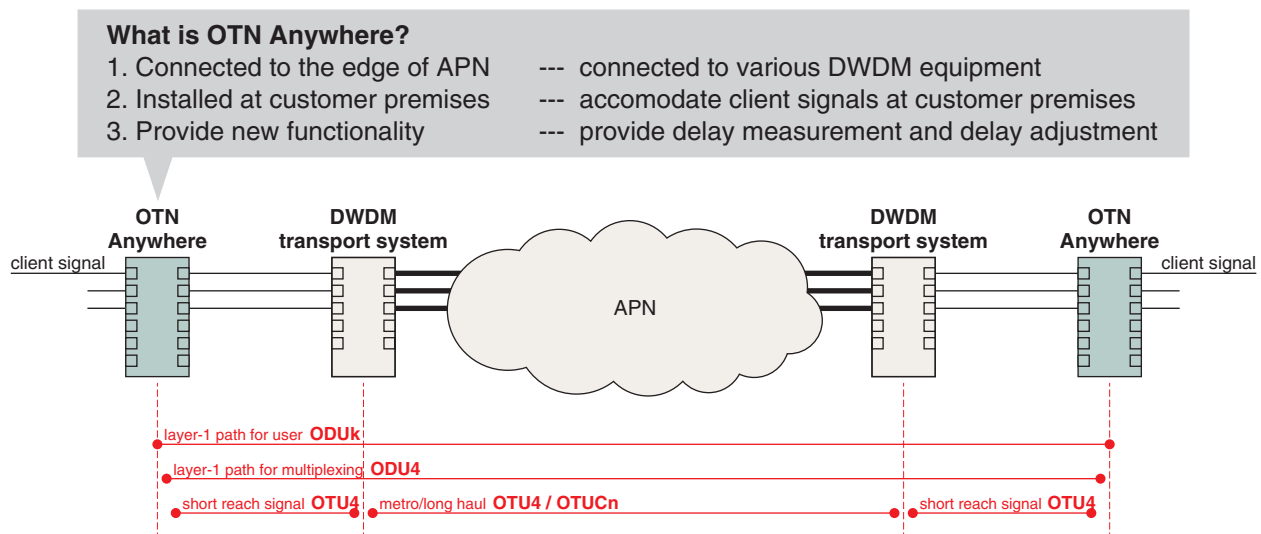 What is OTN Anywhere?
1. Connected to the edge of APN --- connected to various DWDM equipment
2. Installed at customer premises --- accomodate client signals at customer premises
3. Provide new functionality --- provide delay measurement and delay adjustment
OTN
Anywhere
DWDM
transport system
DWDM
transport system
OTN
Anywhere
client signal
client signal
APN
layer-1 path for user ODUk
layer-1 path for multiplexing ODU4
short reach signal OTU4
metro/long haul OTU4 / OTUCn
short reach signal OTU4